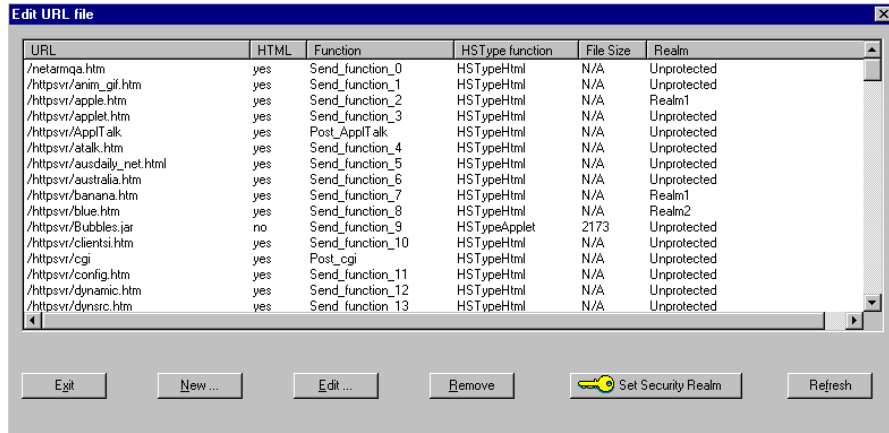 Edit URL file
URL HTML Function HSType function File Size Realm
/netarmqa.htm yes Send_function_0 HSTypeHtml N/A Unprotected
/httpsvr/anim_gif.htm yes Send_function_1 HSTypeHtml N/A Unprotected
/httpsvr/apple.htm yes Send_function_2 HSTypeHtml N/A Realm1
/httpsvr/applet.htm yes Send_function_3 HSTypeHtml N/A Unprotected
/httpsvr/ApplTalk yes Post_ApplTalk HSTypeHtml N/A Unprotected
/httpsvr/atalk.htm yes Send_function_4 HSTypeHtml N/A Unprotected
/httpsvr/ausdaily_net.html yes Send_function_5 HSTypeHtml N/A Unprotected
/httpsvr/australia.htm yes Send_function_6 HSTypeHtml N/A Unprotected
/httpsvr/banana.htm yes Send_function_7 HSTypeHtml N/A Realm1
/httpsvr/blue.htm yes Send_function_8 HSTypeHtml N/A Realm2
/httpsvr/Bubbles.jar no Send_function_9 HSTypeApplet 2173 Unprotected
/httpsvr/clientsi.htm yes Send_function_10 HSTypeHtml N/A Unprotected
/httpsvr/cgi yes Post_cgi HSTypeHtml N/A Unprotected
/httpsvr/config.htm yes Send_function_11 HSTypeHtml N/A Unprotected
/httpsvr/dynamic.htm yes Send_function_12 HSTypeHtml N/A Unprotected
/httpsvr/dynsrc.htm yes Send_function_13 HSTypeHtml N/A Unprotected
Exit New ... Edit ... Remove Set Security Realm Refresh